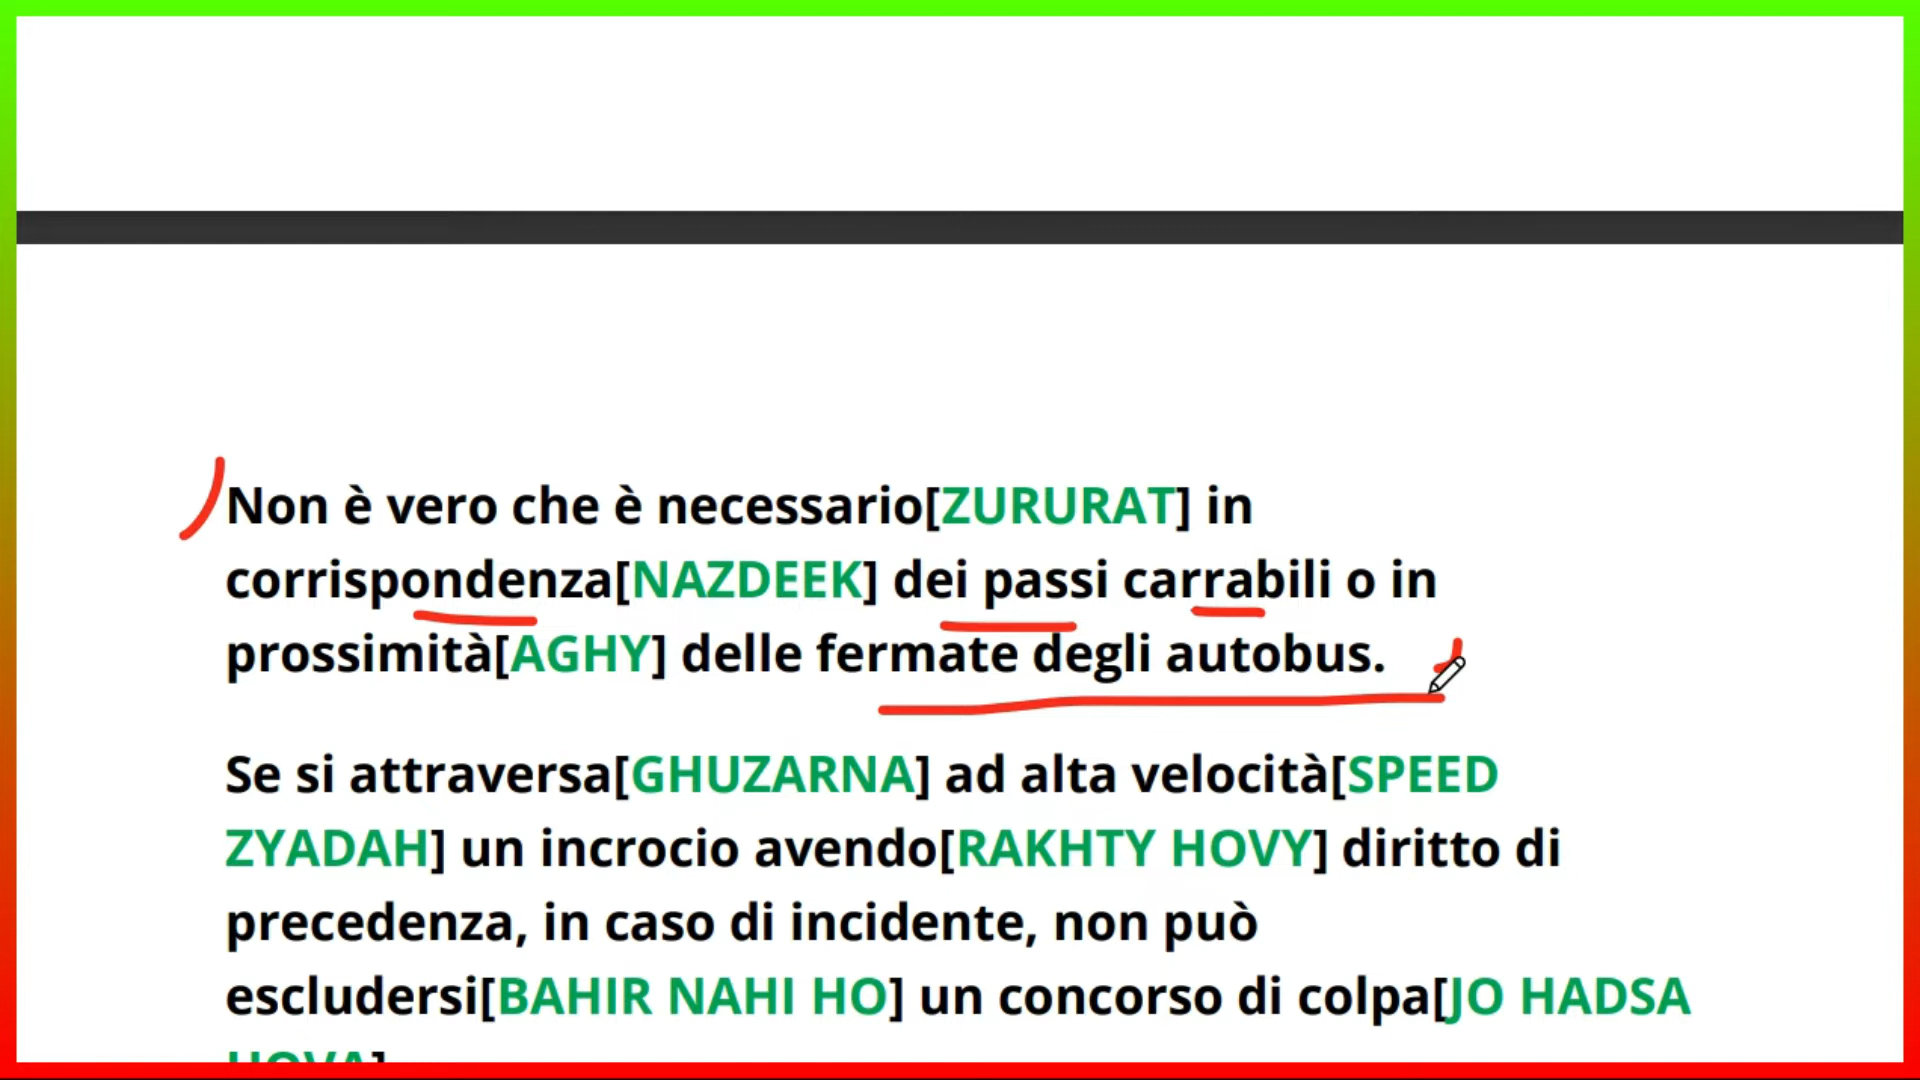 Non è vero che è necessario[ZURURAT] in
corrispondenza[NAZDEEK] dei passi carrabili o in
prossimità[AGHY] delle fermate degli autobus.
Se si attraversa[GHUZARNA] ad alta velocità[SPEED
ZYADAH] un incrocio avendo[RAKHTY HOVY] diritto di
precedenza, in caso di incidente, non può
escludersi[BAHIR NAHI HO] un concorso di colpa[JO HADSA
HOVA]